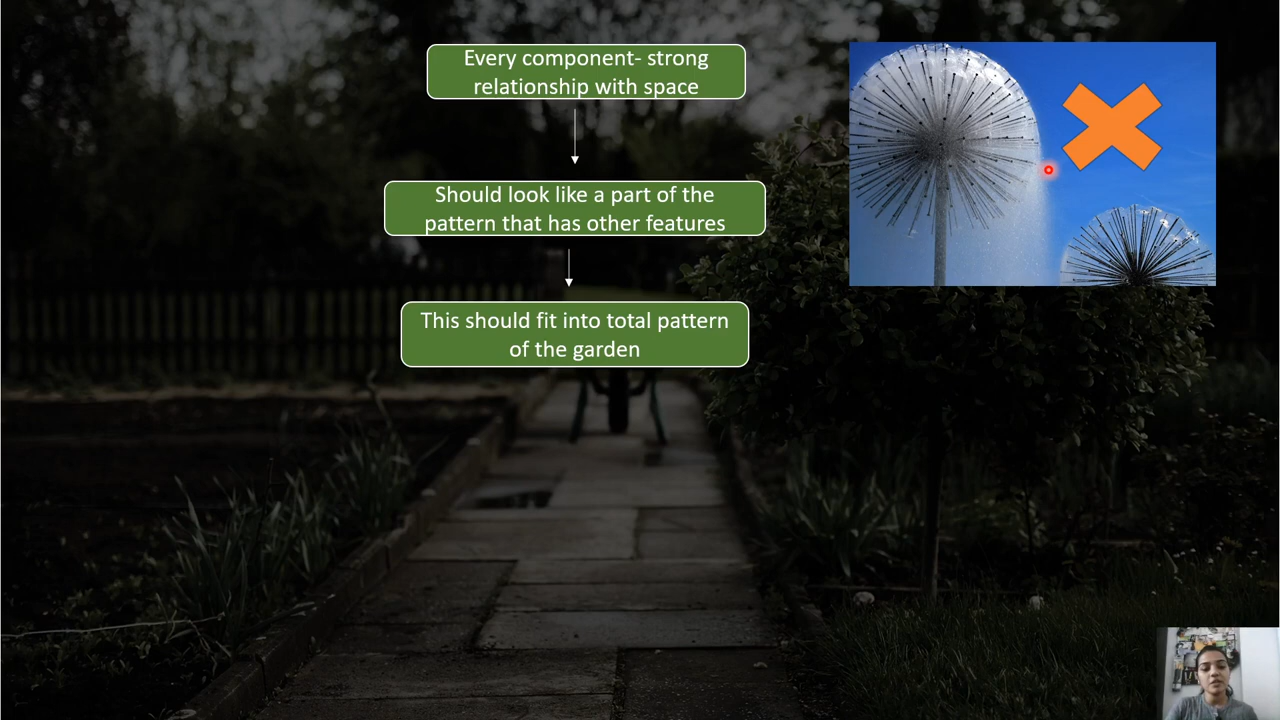 Every component- strong
relationship with space
Should look like a part of the
pattern that has other features
This should fit into total pattern
of the garden